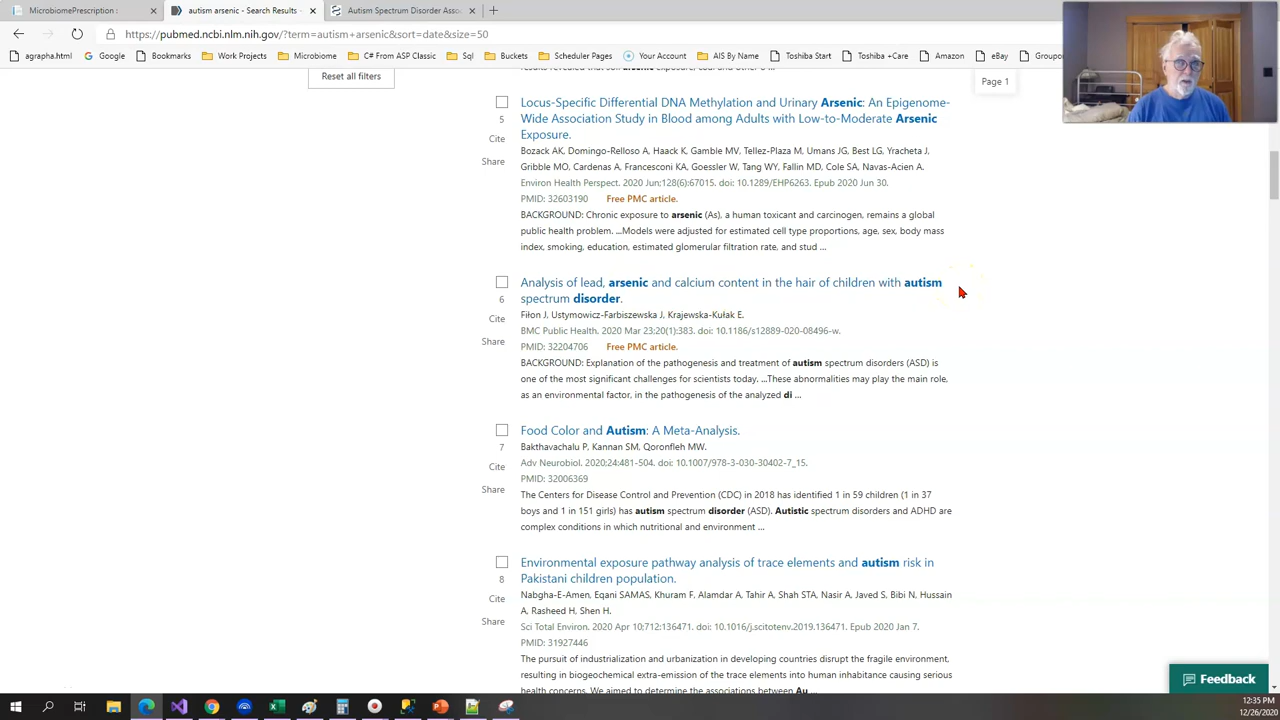 MicrobiomePrescription :
autism arsenic - Search Results -
Autism Spectrum Disorder Assoc
https://pubmed.ncbi.nlm.nih.gov/?term=autism+arsenic&sort=date&size=50
agrapha.html Google Bookmarks Work Projects Microbiome C# From ASP Classic Sql Buckets Scheduler Pages Your Account AIS By Name Toshiba Start Toshiba +Care Amazon eBay Groupo
Reset all filters
Page 1
Locus-Specific Differential DNA Methylation and Urinary Arsenic: An Epigenome-
Wide Association Study in Blood among Adults with Low-to-Moderate Arsenic
Exposure.
5
Cite
Share
Bozack AK, Domingo-Relloso A, Haack K, Gamble MV, Tellez-Plaza M, Umans JG, Best LG, Yracheta J,
Gribble MO, Cardenas A, Francesconi KA, Goessler W, Tang WY, Fallin MD, Cole SA, Navas-Acien A.
Environ Health Perspect. 2020 Jun;128(6):67015. doi: 10.1289/EHP6263. Epub 2020 Jun 30.
PMID: 32603190 Free PMC article.
BACKGROUND: Chronic exposure to arsenic (As), a human toxicant and carcinogen, remains a global
public health problem. ...Models were adjusted for estimated cell type proportions, age, sex, body mass
index, smoking, education, estimated glomerular filtration rate, and stud ...
Analysis of lead, arsenic and calcium content in the hair of children with autism
spectrum disorder.
6
Cite
Share
Fiłon J, Ustymowicz-Farbiszewska J, Krajewska-Kułak E.
BMC Public Health. 2020 Mar 23;20(1):383. doi: 10.1186/s12889-020-08496-w.
PMID: 32204706 Free PMC article.
BACKGROUND: Explanation of the pathogenesis and treatment of autism spectrum disorders (ASD) is
one of the most significant challenges for scientists today. ...These abnormalities may play the main role,
as an environmental factor, in the pathogenesis of the analyzed di ...
Food Color and Autism: A Meta-Analysis.
7
Cite
Share
Bakthavachalu P, Kannan SM, Qoronfleh MW.
Adv Neurobiol. 2020;24:481-504. doi: 10.1007/978-3-030-30402-7_15.
PMID: 32006369
The Centers for Disease Control and Prevention (CDC) in 2018 has identified 1 in 59 children (1 in 37
boys and 1 in 151 girls) has autism spectrum disorder (ASD). Autistic spectrum disorders and ADHD are
complex conditions in which nutritional and environment ...
Environmental exposure pathway analysis of trace elements and autism risk in
Pakistani children population.
8
Cite
Share
Nabgha-E-Amen, Eqani SAMAS, Khuram F, Alamdar A, Tahir A, Shah STA, Nasir A, Javed S, Bibi N, Hussain
A, Rasheed H, Shen H.
Sci Total Environ. 2020 Apr 10;712:136471. doi: 10.1016/j.scitotenv.2019.136471. Epub 2020 Jan 7.
PMID: 31927446
The pursuit of industrialization and urbanization in developing countries disrupt the fragile environment,
resulting in biogeochemical extra-emission of the trace elements into human inhabitance causing serious
health concerns. We aimed to determine the associations between Au ...
Feedback
12:35 PM
12/26/2020